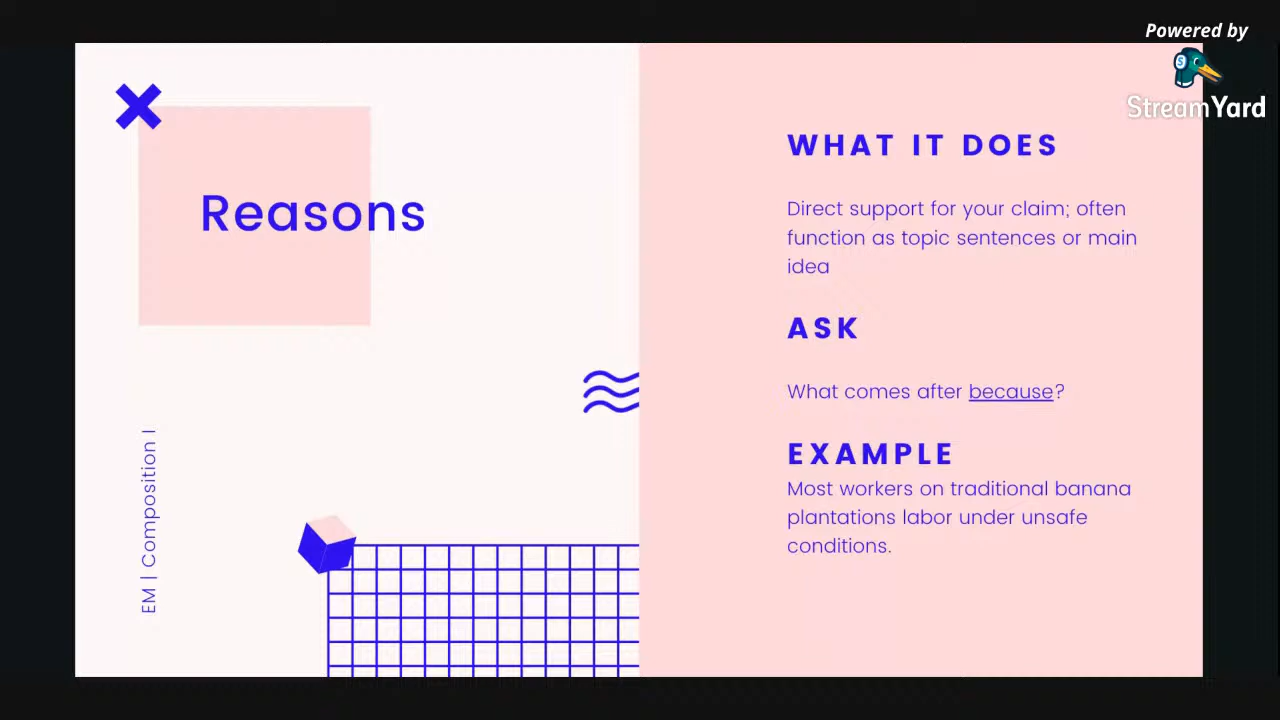 Powered by
StreamYard
Reasons
EM | Composition I
WHAT IT DOES
Direct support for your claim; often
function as topic sentences or main
idea
ASK
What comes after because?
EXAMPLE
Most workers on traditional banana
plantations labor under unsafe
conditions.